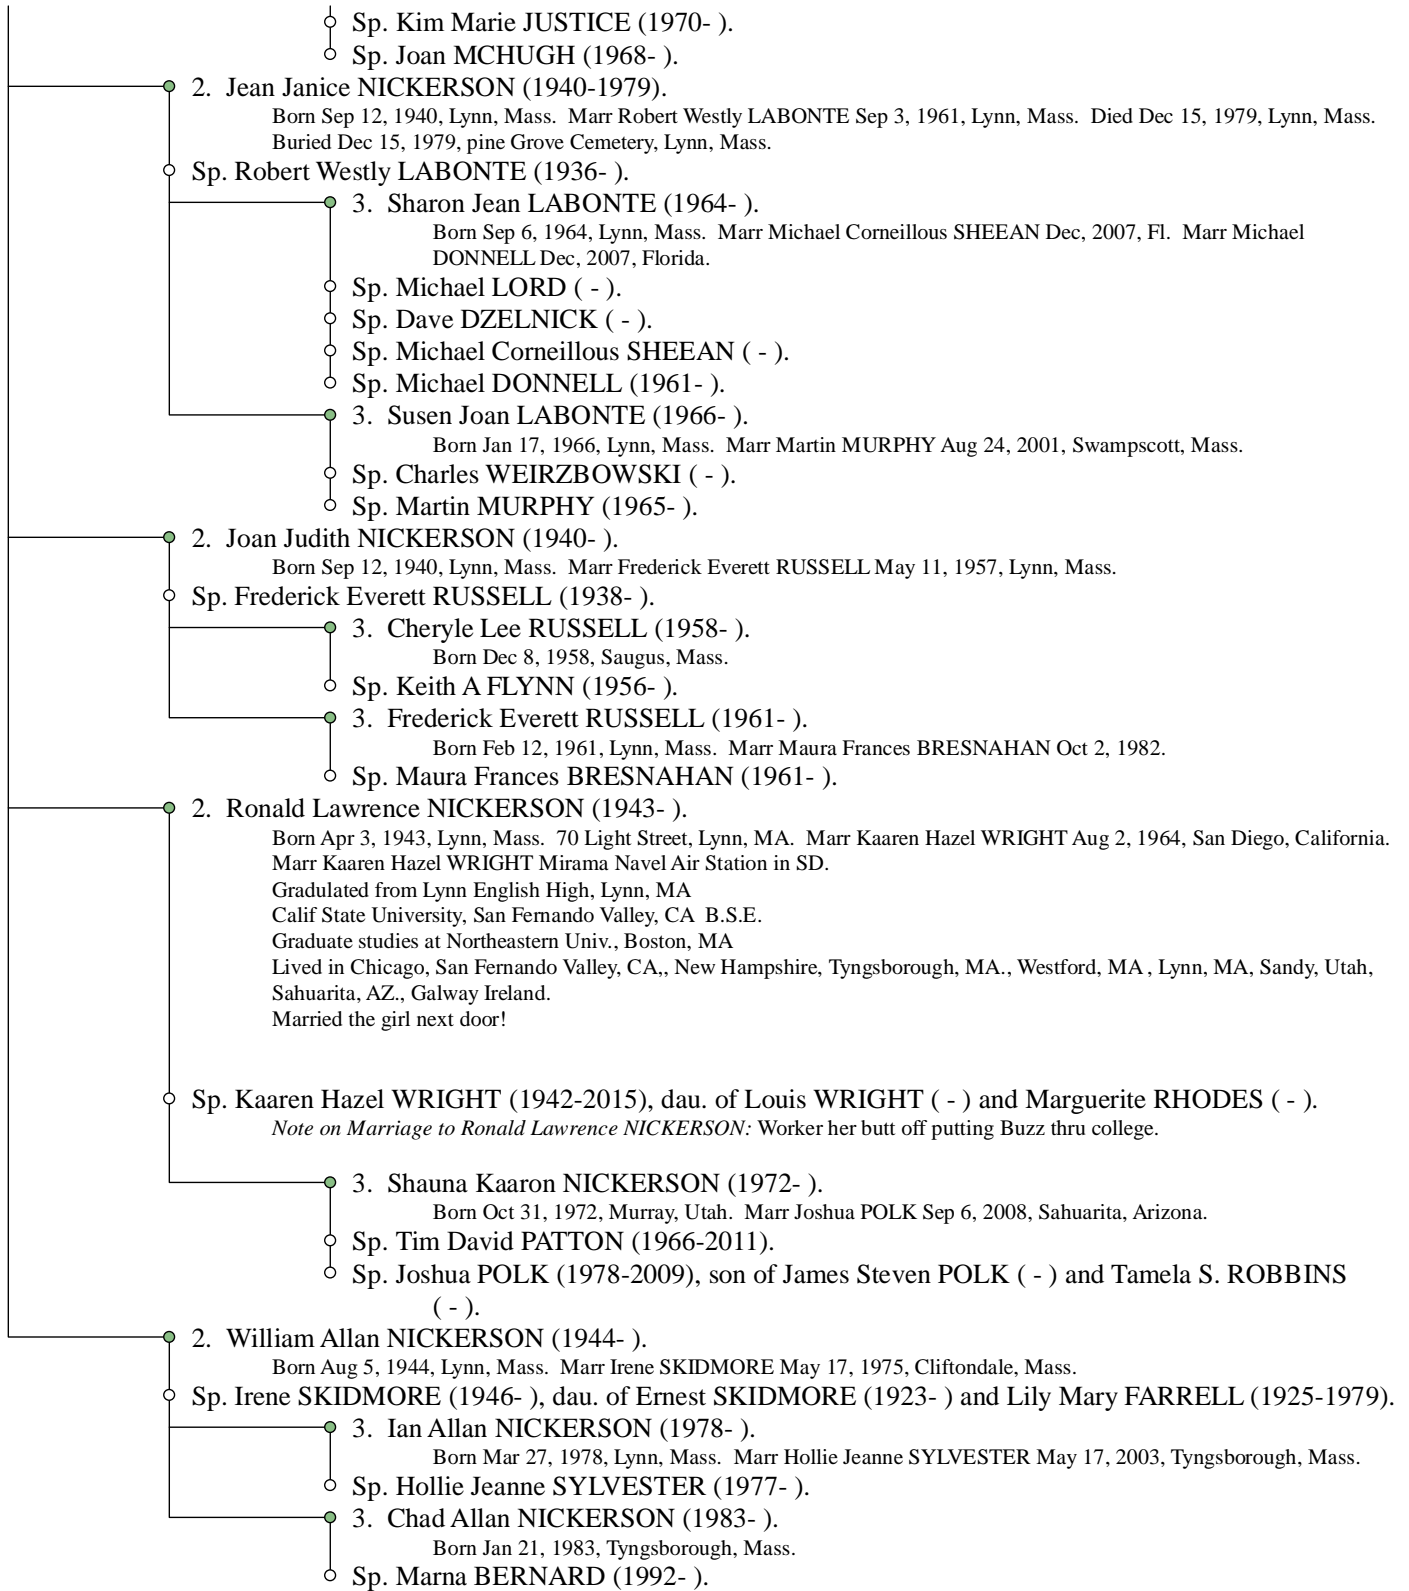 Sp. Kim Marie JUSTICE (1970- ).
Sp. Joan MCHUGH (1968- ).
2. Jean Janice NICKERSON (1940-1979).
Born Sep 12, 1940, Lynn, Mass. Marr Robert Westly LABONTE Sep 3, 1961, Lynn, Mass. Died Dec 15, 1979, Lynn, Mass.
Buried Dec 15, 1979, pine Grove Cemetery, Lynn, Mass.
Sp. Robert Westly LABONTE (1936- ).
3. Sharon Jean LABONTE (1964- ).
Born Sep 6, 1964, Lynn, Mass. Marr Michael Corneillous SHEEAN Dec, 2007, Fl. Marr Michael
DONNELL Dec, 2007, Florida.
Sp. Michael LORD ( - ).
Sp. Dave DZELNICK ( - ).
Sp. Michael Corneillous SHEEAN ( - ).
Sp. Michael DONNELL (1961- ).
3. Susen Joan LABONTE (1966- ).
Born Jan 17, 1966, Lynn, Mass. Marr Martin MURPHY Aug 24, 2001, Swampscott, Mass.
Sp. Charles WEIRZBOWSKI ( - ).
Sp. Martin MURPHY (1965- ).
2. Joan Judith NICKERSON (1940- ).
Born Sep 12, 1940, Lynn, Mass. Marr Frederick Everett RUSSELL May 11, 1957, Lynn, Mass.
Sp. Frederick Everett RUSSELL (1938- ).
3. Cheryle Lee RUSSELL (1958- ).
Born Dec 8, 1958, Saugus, Mass.
Sp. Keith A FLYNN (1956- ).
3. Frederick Everett RUSSELL (1961- ).
Born Feb 12, 1961, Lynn, Mass. Marr Maura Frances BRESNAHAN Oct 2, 1982.
Sp. Maura Frances BRESNAHAN (1961- ).
2. Ronald Lawrence NICKERSON (1943- ).
Born Apr 3, 1943, Lynn, Mass. 70 Light Street, Lynn, MA. Marr Kaaren Hazel WRIGHT Aug 2, 1964, San Diego, California.
Marr Kaaren Hazel WRIGHT Mirama Navel Air Station in SD.
Gradulated from Lynn English High, Lynn, MA
Calif State University, San Fernando Valley, CA B.S.E.
Graduate studies at Northeastern Univ., Boston, MA
Lived in Chicago, San Fernando Valley, CA,, New Hampshire, Tyngsborough, MA., Westford, MA , Lynn, MA, Sandy, Utah,
Sahuarita, AZ., Galway Ireland.
Married the girl next door!
Sp. Kaaren Hazel WRIGHT (1942-2015), dau. of Louis WRIGHT ( - ) and Marguerite RHODES ( - ).
Note on Marriage to Ronald Lawrence NICKERSON: Worker her butt off putting Buzz thru college.
3. Shauna Kaaron NICKERSON (1972- ).
Born Oct 31, 1972, Murray, Utah. Marr Joshua POLK Sep 6, 2008, Sahuarita, Arizona.
Sp. Tim David PATTON (1966-2011).
Sp. Joshua POLK (1978-2009), son of James Steven POLK ( - ) and Tamela S. ROBBINS
( - ).
2. William Allan NICKERSON (1944- ).
Born Aug 5, 1944, Lynn, Mass. Marr Irene SKIDMORE May 17, 1975, Cliftondale, Mass.
Sp. Irene SKIDMORE (1946- ), dau. of Ernest SKIDMORE (1923- ) and Lily Mary FARRELL (1925-1979).
3. Ian Allan NICKERSON (1978- ).
Born Mar 27, 1978, Lynn, Mass. Marr Hollie Jeanne SYLVESTER May 17, 2003, Tyngsborough, Mass.
Sp. Hollie Jeanne SYLVESTER (1977- ).
3. Chad Allan NICKERSON (1983- ).
Born Jan 21, 1983, Tyngsborough, Mass.
Sp. Marna BERNARD (1992- ).